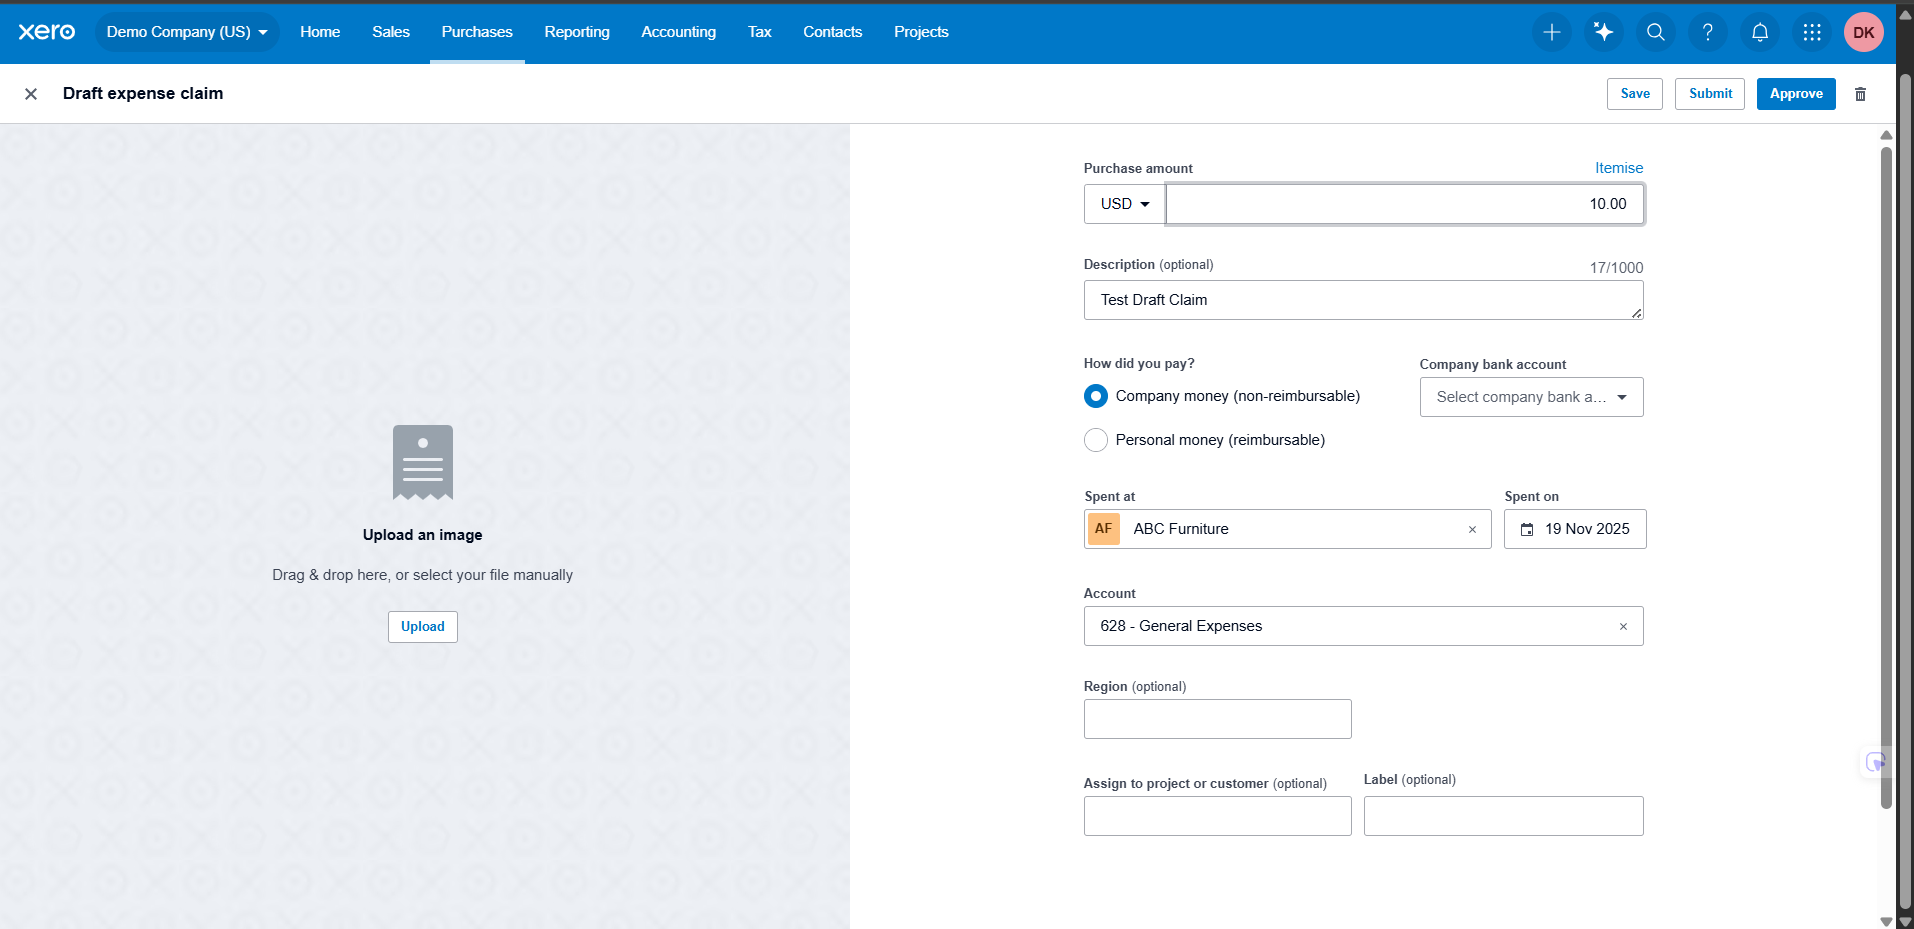 xero Demo Company (US) Home Sales Purchases Reporting Accounting Tax Contacts Projects DK
Draft expense claim Save Submit Approve
Upload an image
Drag & drop here, or select your file manually
Upload
Purchase amount Itemise
USD 10.00
Description (optional) 17/1000
Test Draft Claim
How did you pay? Company bank account
Company money (non-reimbursable) Select company bank a...
Personal money (reimbursable)
Spent at Spent on
AF ABC Furniture × 19 Nov 2025
Account
628 - General Expenses ×
Region (optional)
Assign to project or customer (optional) Label (optional)